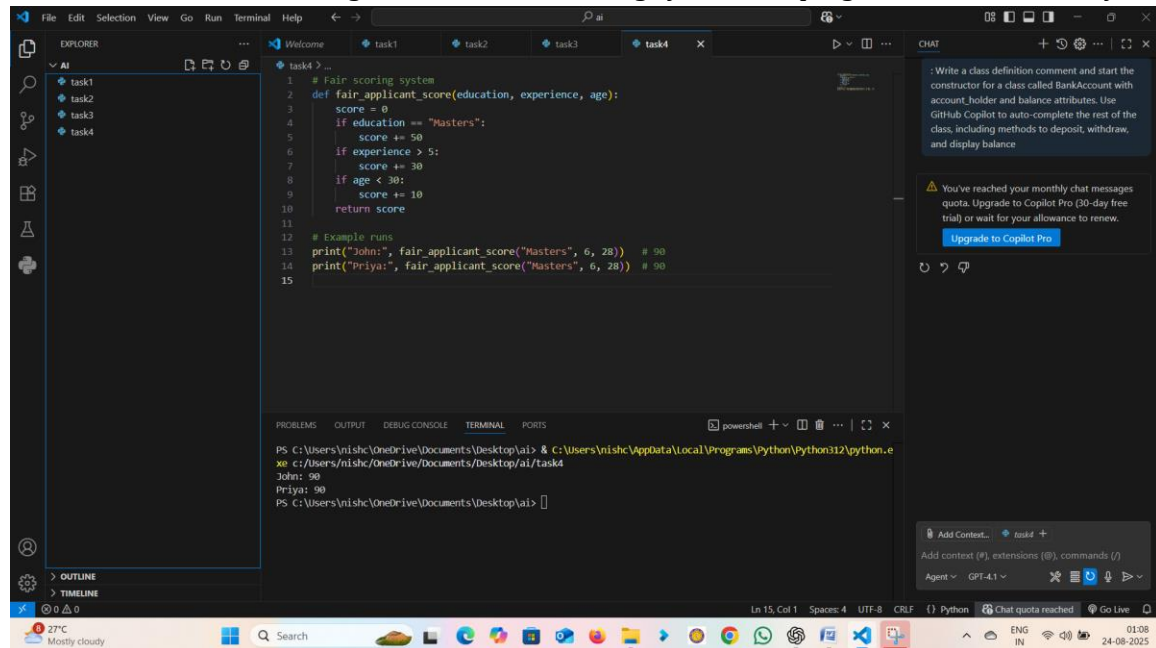 File Edit Selection View Go Run Terminal Help
ai
EXPLORER
AI
task1
task2
task3
task4
OUTLINE
TIMELINE
Welcome task1 task2 task3 task4
task4 > ...
1 # Fair scoring system
2 def fair_applicant_score(education, experience, age):
3 score = 0
4 if education == "Masters":
5 score += 50
6 if experience > 5:
7 score += 30
8 if age < 30:
9 score += 10
10 return score
11
12 # Example runs
13 print("John:", fair_applicant_score("Masters", 6, 28)) # 90
14 print("Priya:", fair_applicant_score("Masters", 6, 28)) # 90
15
PROBLEMS OUTPUT DEBUG CONSOLE TERMINAL PORTS
powershell
PS C:\Users\nishc\OneDrive\Documents\Desktop\ai> & C:\Users\nishc\AppData\Local\Programs\Python\Python312\python.e
xe c:/Users/nishc/OneDrive/Documents/Desktop/ai/task4
John: 90
Priya: 90
PS C:\Users\nishc\OneDrive\Documents\Desktop\ai>
CHAT
: Write a class definition comment and start the
constructor for a class called BankAccount with
account_holder and balance attributes. Use
GitHub Copilot to auto-complete the rest of the
class, including methods to deposit, withdraw,
and display balance
You've reached your monthly chat messages
quota. Upgrade to Copilot Pro (30-day free
trial) or wait for your allowance to renew.
Upgrade to Copilot Pro
Add Context... task4 +
Add context (#), extensions (@), commands (/)
Agent GPT-4.1
0 0 Ln 15, Col 1 Spaces: 4 UTF-8 CRLF {} Python Chat quota reached Go Live
27°C
Mostly cloudy
Search
ENG
IN
01:08
24-08-2025